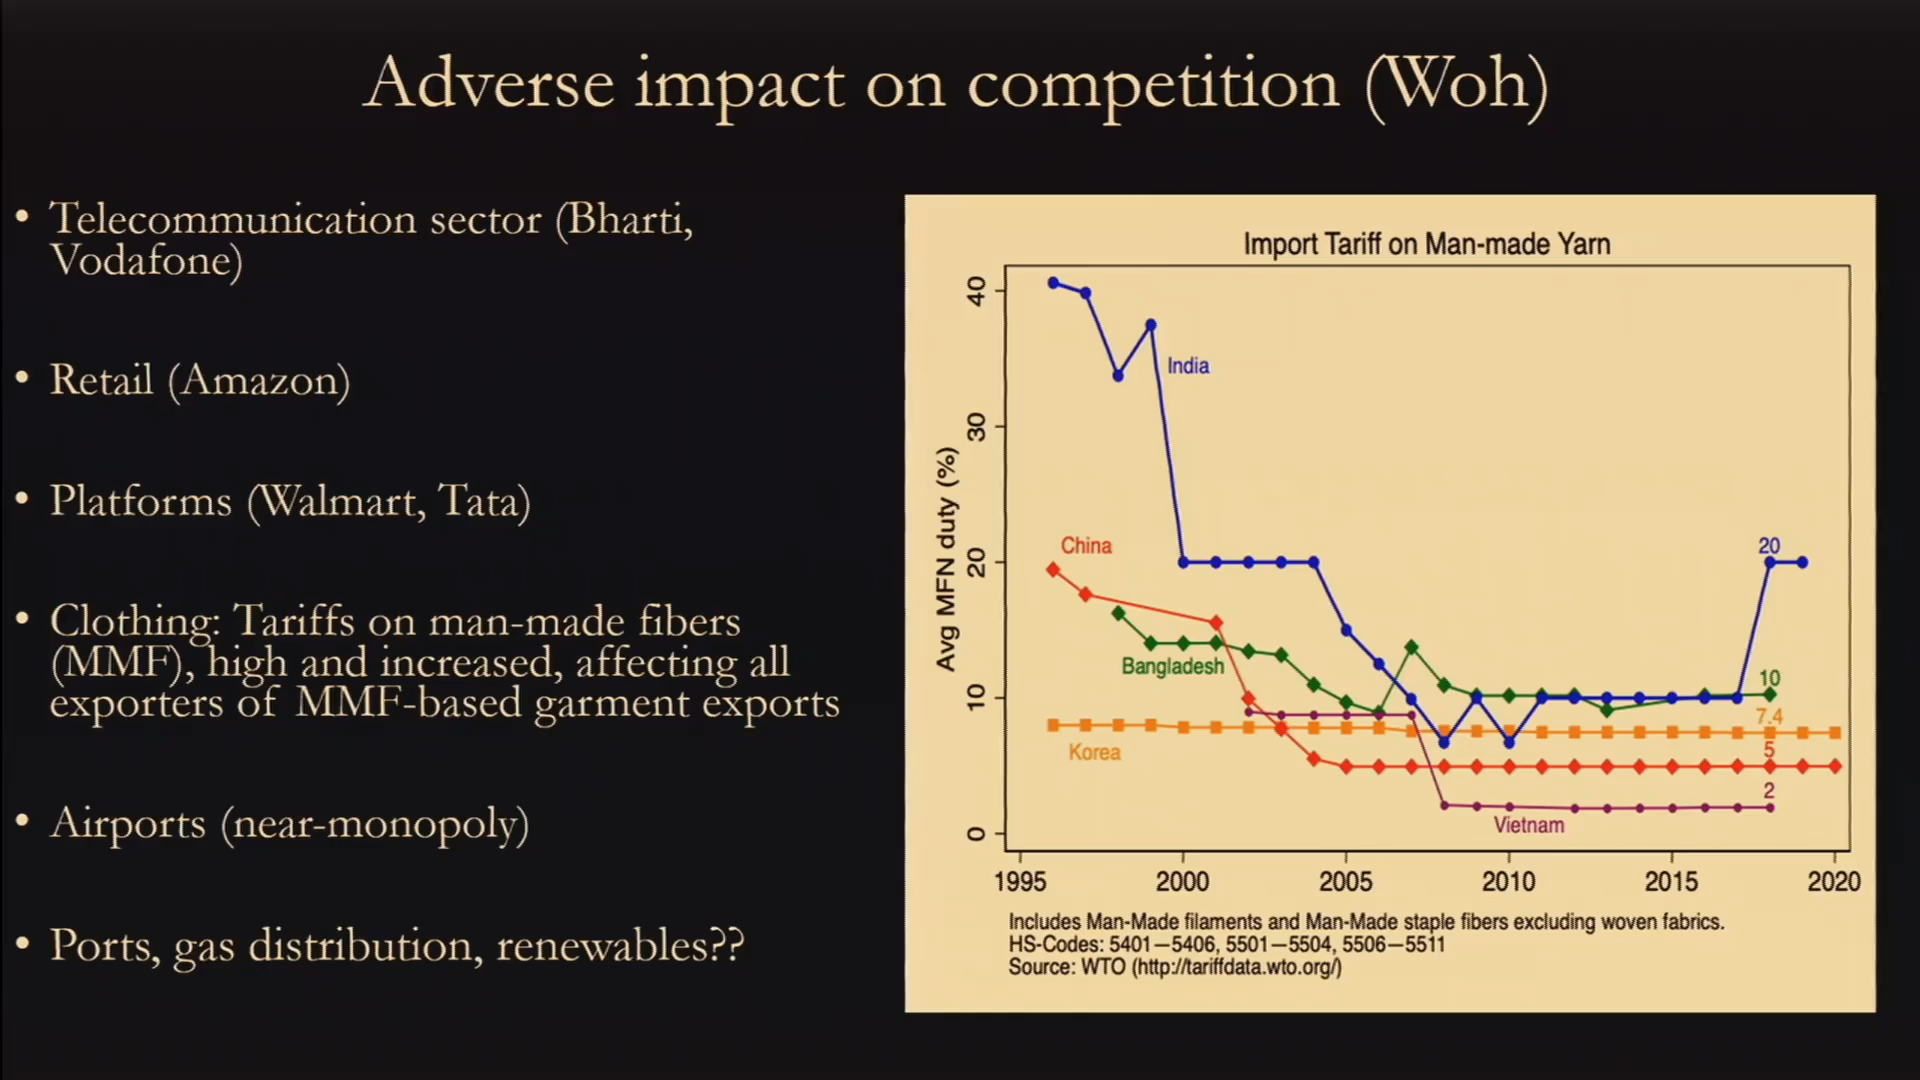 Adverse impact on competition (Woh)
• Telecommunication sector (Bharti,
Vodafone)
• Retail (Amazon)
• Platforms (Walmart, Tata)
• Clothing: Tariffs on man-made fibers
(MMF), high and increased, affecting all
exporters of MMF-based garment exports
• Airports (near-monopoly)
• Ports, gas distribution, renewables??
Import Tariff on Man-made Yarn
Avg MFN duty (%)
40
30
20
10
0
India
China
Bangladesh
Korea
Vietnam
20
10
7.4
5
2
1995 2000 2005 2010 2015 2020
Includes Man-Made filaments and Man-Made staple fibers excluding woven fabrics.
HS-Codes: 5401−5406, 5501−5504, 5506−5511
Source: WTO (http://tariffdata.wto.org/)